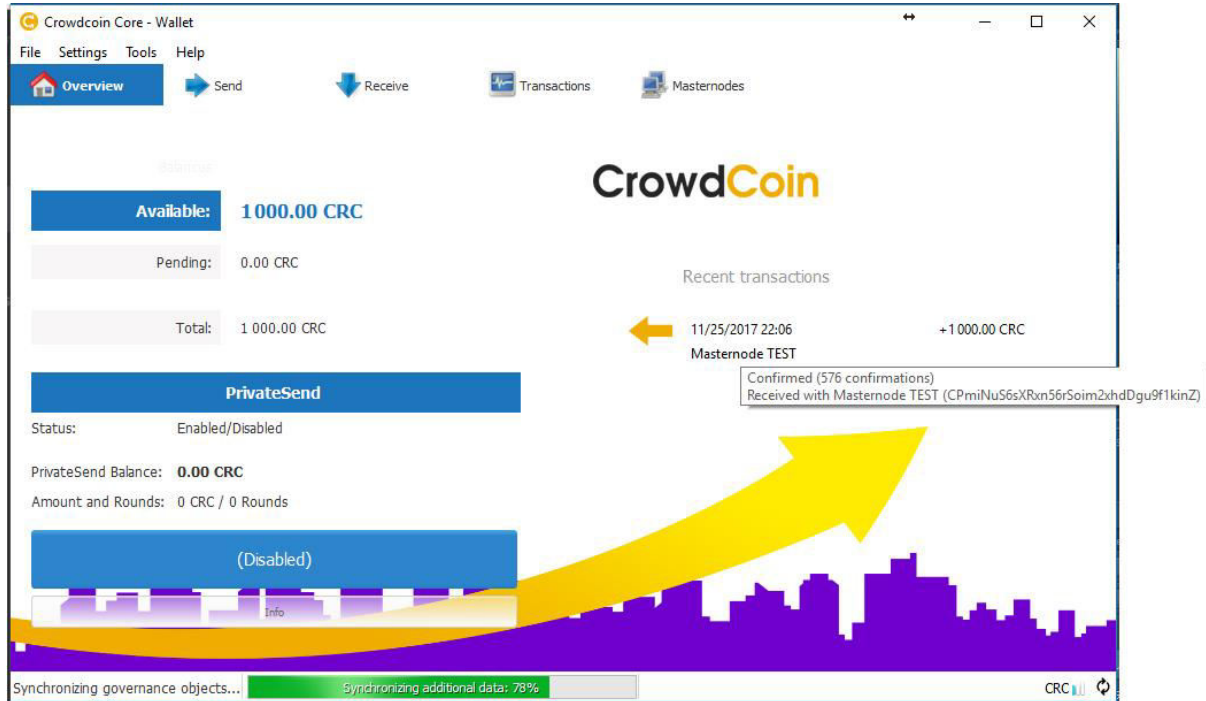 Crowdcoin Core - Wallet
File Settings Tools Help
Overview Send Receive Transactions Masternodes
Balances
CrowdCoin
Available: 1 000.00 CRC
Pending: 0.00 CRC
Recent transactions
Total: 1 000.00 CRC
11/25/2017 22:06 +1 000.00 CRC
Masternode TEST
Confirmed (576 confirmations)
Received with Masternode TEST (CPmiNuS6sXRxn56rSoim2xhdDgu9f1kinZ)
PrivateSend
Status: Enabled/Disabled
PrivateSend Balance: 0.00 CRC
Amount and Rounds: 0 CRC / 0 Rounds
(Disabled)
Info
Synchronizing governance objects... Synchronizing additional data: 78% CRC